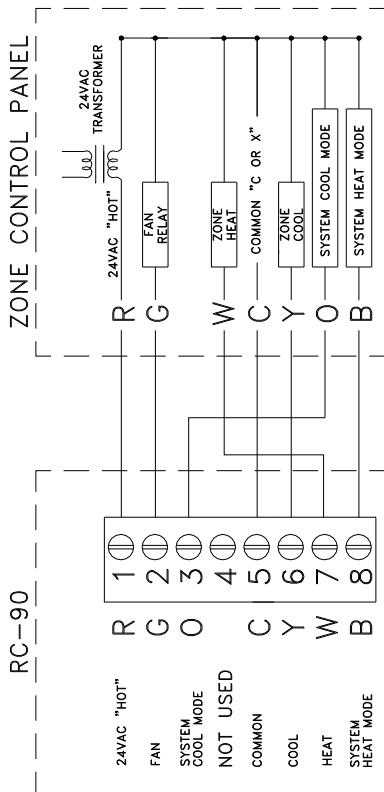 ZONE CONTROL PANEL
24VAC
TRANSFORMER
24VAC "HOT"
FAN
RELAY
ZONE
HEAT
COMMON "C OR X"
ZONE
COOL
SYSTEM COOL MODE
SYSTEM HEAT MODE
R
G
W
C
Y
O
B
RC-90
1
2
3
4
5
6
7
8
R
G
O
C
Y
W
B
24VAC "HOT"
FAN
SYSTEM
COOL MODE
NOT USED
COMMON
COOL
HEAT
SYSTEM
HEAT MODE